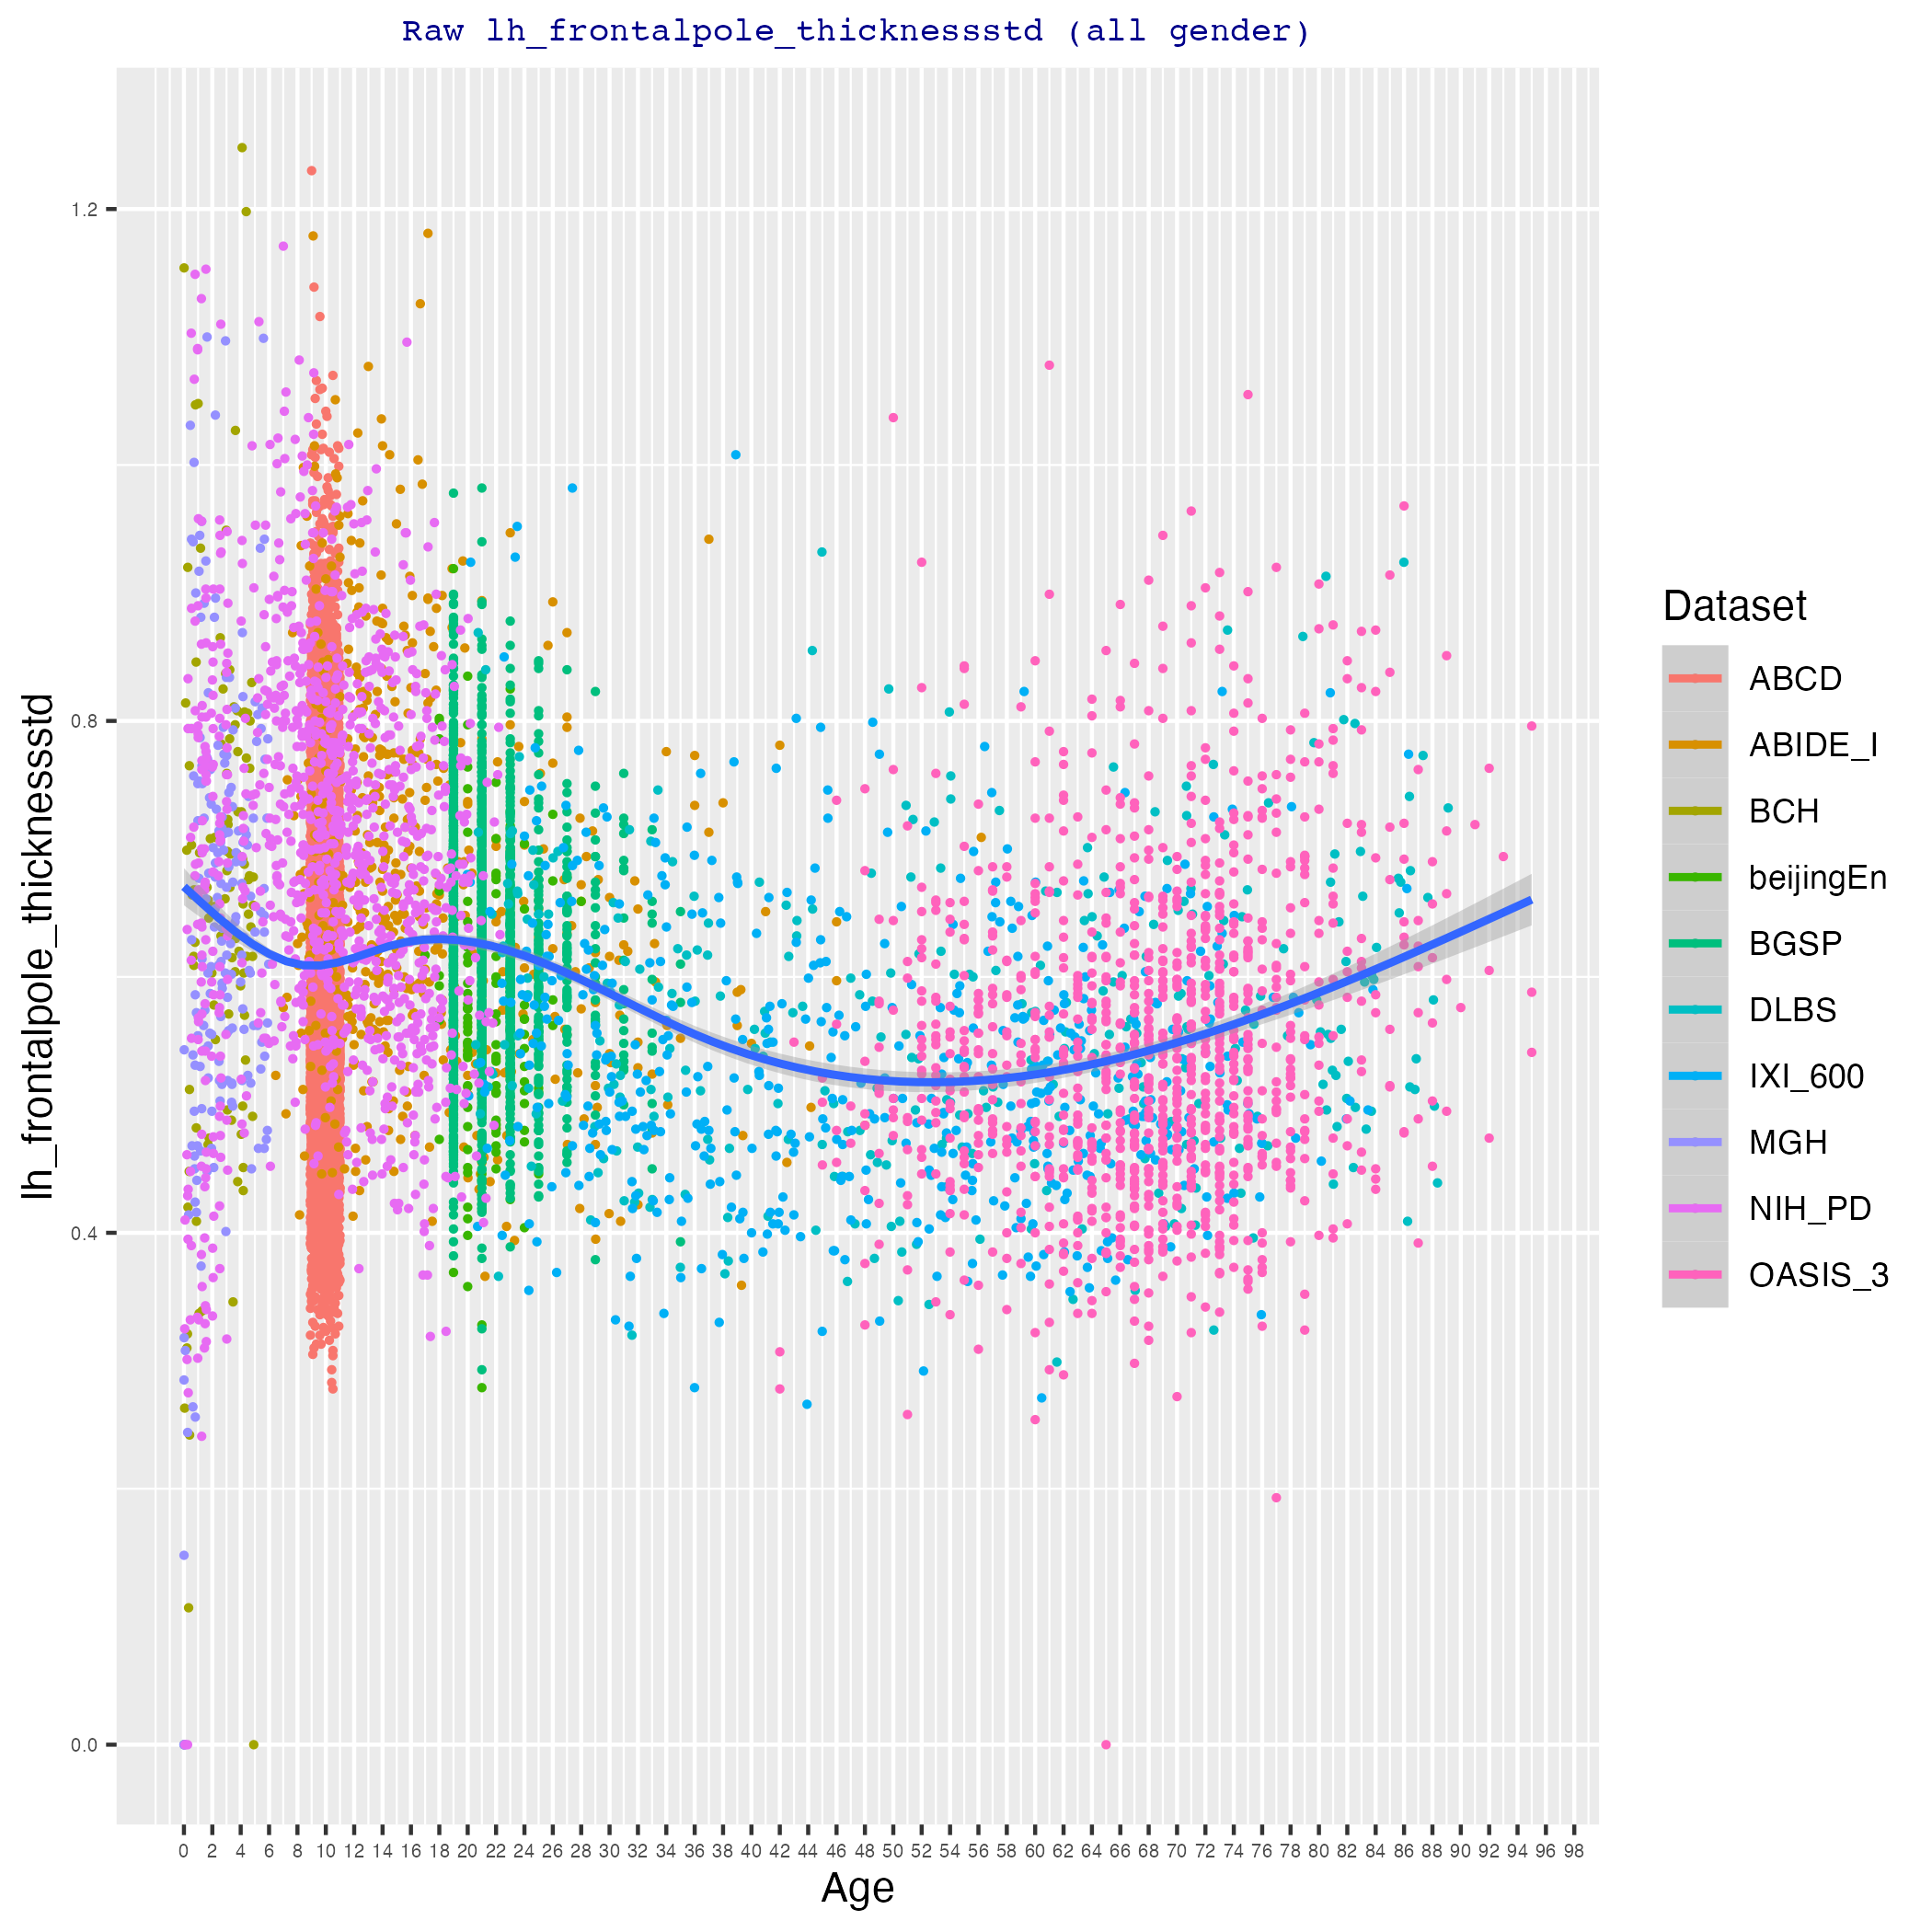 Raw lh_frontalpole_thicknessstd (all gender)
lh_frontalpole_thicknessstd
1.2
0.8
0.4
0.0
0 2 4 6 8 10 12 14 16 18 20 22 24 26 28 30 32 34 36 38 40 42 44 46 48 50 52 54 56 58 60 62 64 66 68 70 72 74 76 78 80 82 84 86 88 90 92 94 96 98
Age
Dataset
ABCD
ABIDE_I
BCH
beijingEn
BGSP
DLBS
IXI_600
MGH
NIH_PD
OASIS_3